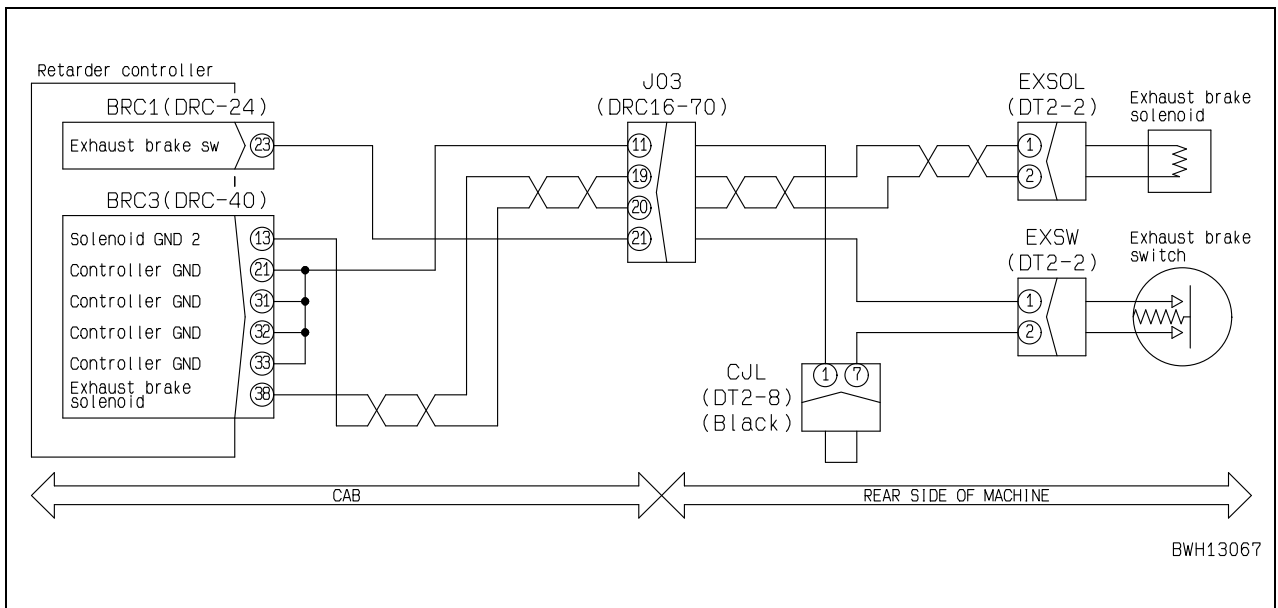 Retarder controller
BRC1(DRC-24)
Exhaust brake sw
23
BRC3(DRC-40)
Solenoid GND 2
13
Controller GND
21
Controller GND
31
Controller GND
32
Controller GND
33
Exhaust brake
solenoid
38
J03
(DRC16-70)
11
19
20
21
EXSOL
(DT2-2)
1
2
Exhaust brake
solenoid
EXSW
(DT2-2)
1
2
Exhaust brake
switch
CJL
(DT2-8)
(Black)
1
7
CAB
REAR SIDE OF MACHINE
BWH13067